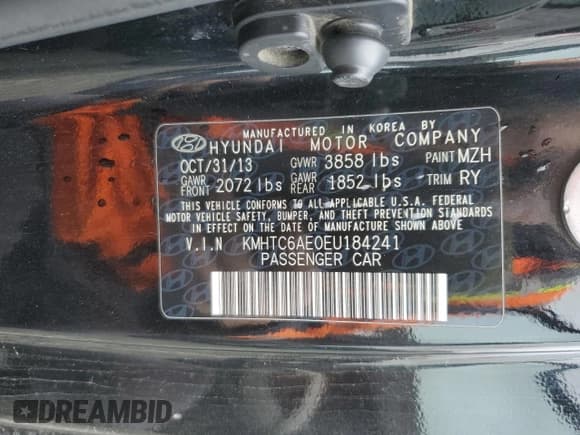 MANUFACTURED IN KOREA BY
HYUNDAI MOTOR COMPANY
OCT/31/13 GVWR 3858 lbs PAINT MZH
GAWR FRONT 2072 lbs GAWR REAR 1852 lbs TRIM RY
THIS VEHICLE CONFORMS TO ALL APPLICABLE U.S.A. FEDERAL
MOTOR VEHICLE SAFETY, BUMPER, AND THEFT PREVENTION
STANDARDS IN EFFECT ON THE DATE OF MANUFACTURE SHOWN ABOVE
V.I.N KMHTC6AE0EU184241
PASSENGER CAR
DREAMBID